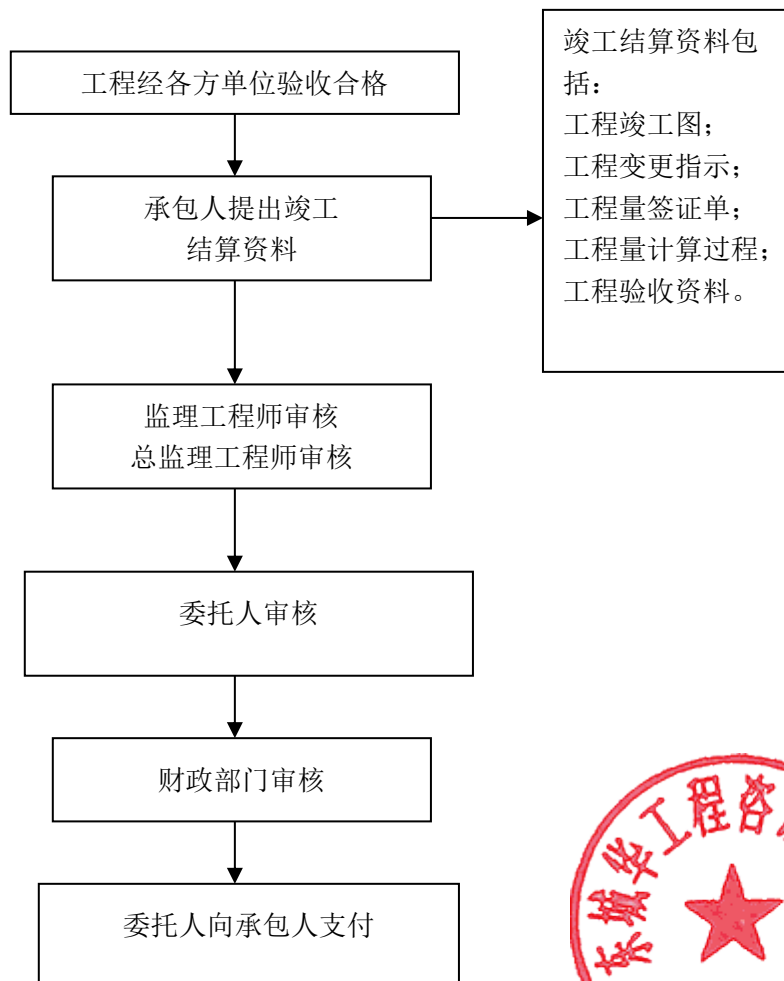 工程经各方单位验收合格
承包人提出竣工
结算资料
竣工结算资料包
括：
工程竣工图；
工程变更指示；
工程量签证单；
工程量计算过程；
工程验收资料。
监理工程师审核
总监理工程师审核
委托人审核
财政部门审核
委托人向承包人支付
东城华工程咨